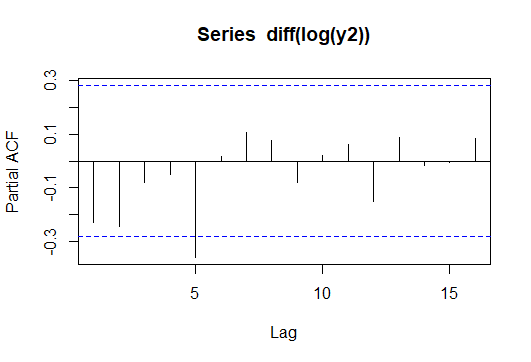 Series diff(log(y2))
Partial ACF
0.3
0.1
-0.1
-0.3
5
10
15
Lag